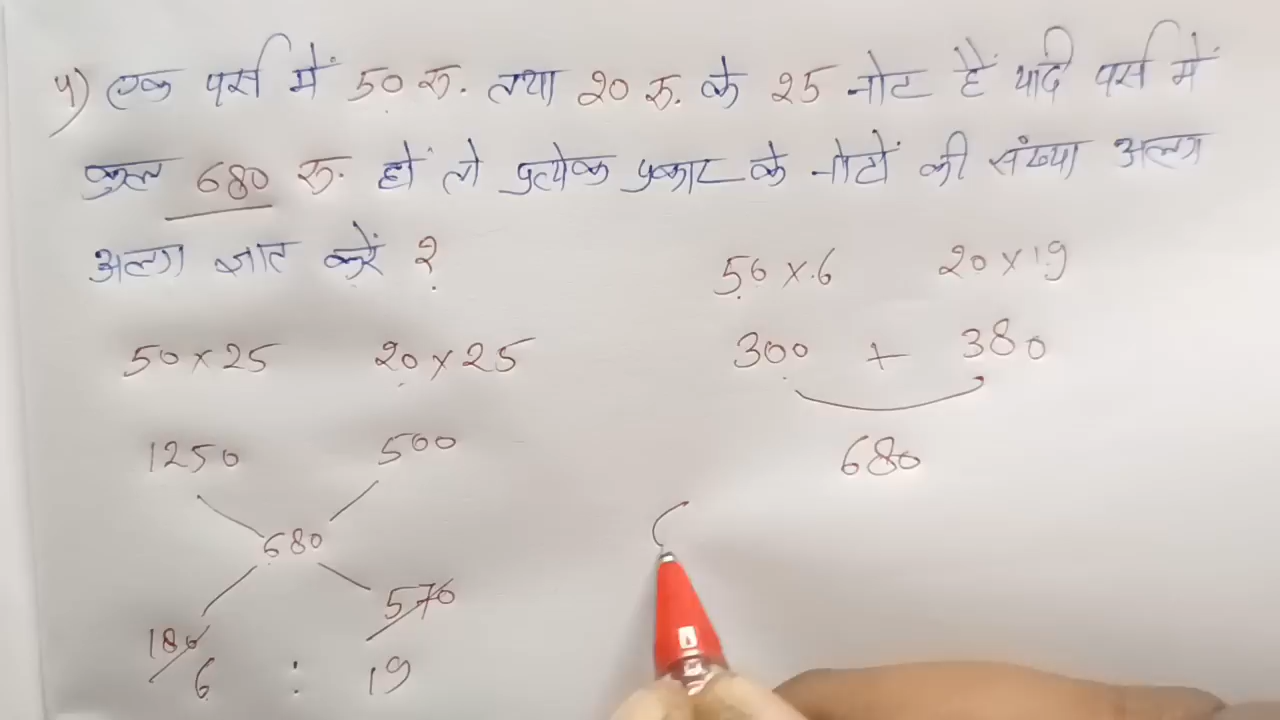 4) एक पर्स में 50 रु. तथा 20 रु. के 25 नोट हैं यदि पर्स में
कुल 680 रु. हों तो प्रत्येक प्रकार के नोटों की संख्या अलग
अलग ज्ञात करें ?
50 x 25 20 x 25
1250 500
680
180 570
6 : 19
50 x 6 20 x 19
300 + 380
680